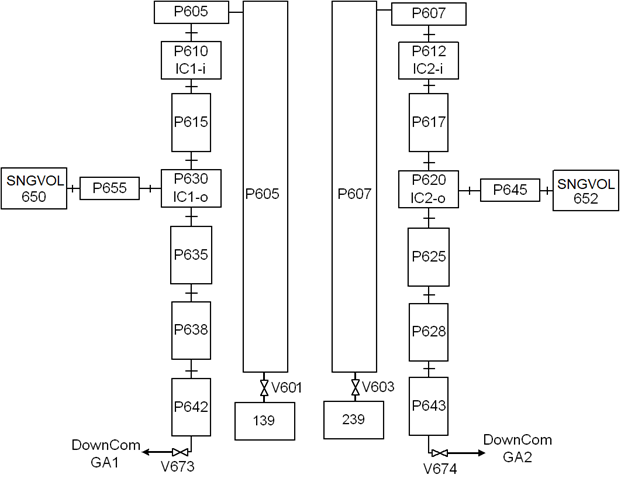 P605
P607
P610
IC1-i
P612
IC2-i
P615
P617
SNGVOL
650
P655
P630
IC1-o
P605
P607
P620
IC2-o
P645
SNGVOL
652
P635
P625
P638
P628
V601
V603
P642
139
239
P643
DownCom
GA1
V673
V674
DownCom
GA2